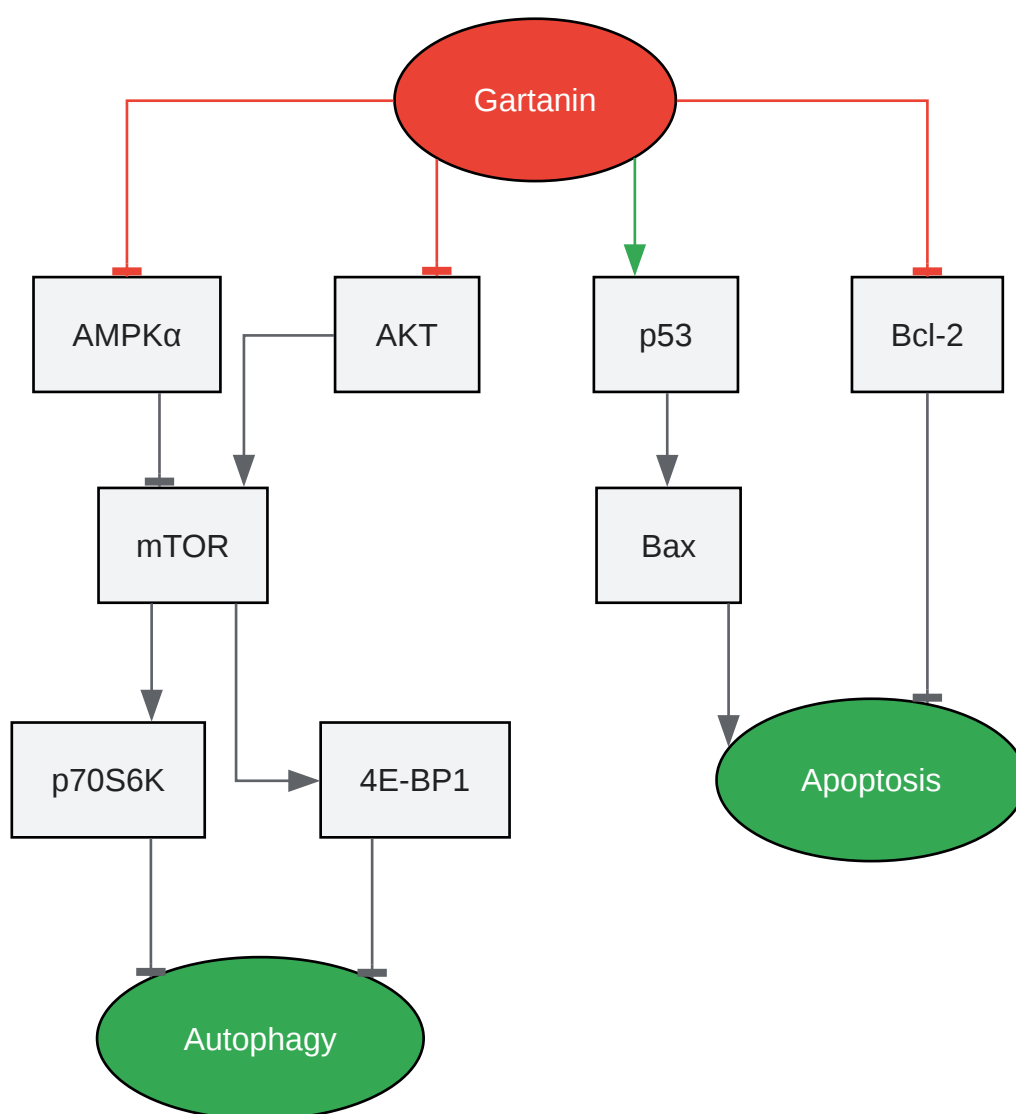 Gartanin
AMPKα
AKT
p53
Bcl-2
mTOR
Bax
p70S6K
4E-BP1
Apoptosis
Autophagy